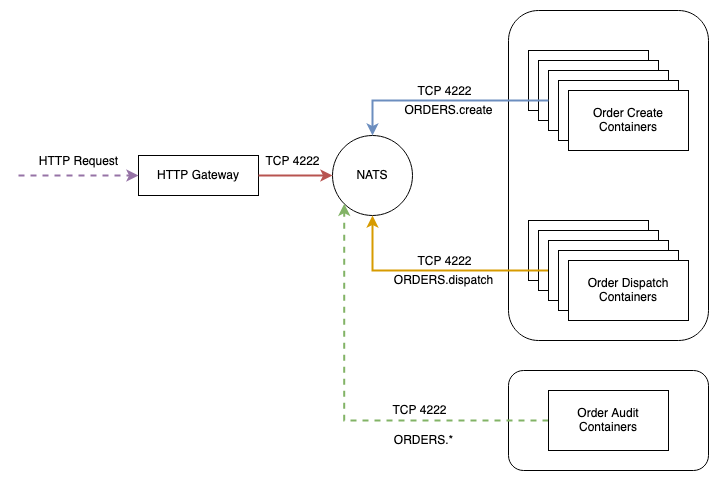 TCP 4222
ORDERS.create
Order Create
Containers
HTTP Request
TCP 4222
HTTP Gateway
NATS
TCP 4222
ORDERS.dispatch
Order Dispatch
Containers
TCP 4222
ORDERS.*
Order Audit
Containers